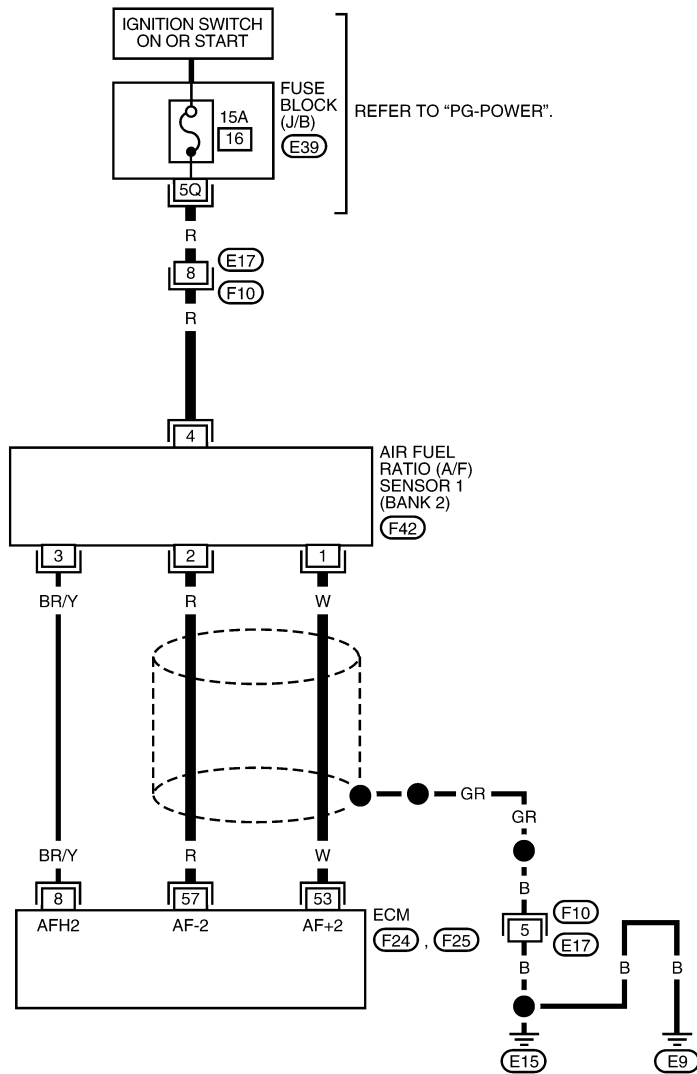 IGNITION SWITCH
ON OR START
FUSE
BLOCK
(J/B)
E39
15A
16
REFER TO “PG-POWER”.
5Q
R
8
E17
F10
R
4
AIR FUEL
RATIO (A/F)
SENSOR 1
(BANK 2)
F42
3
2
1
BR/Y
R
W
GR
GR
BR/Y
R
W
B
8
57
53
AFH2
AF-2
AF+2
ECM
F24 , F25
5
F10
E17
B
B
B
E15
E9